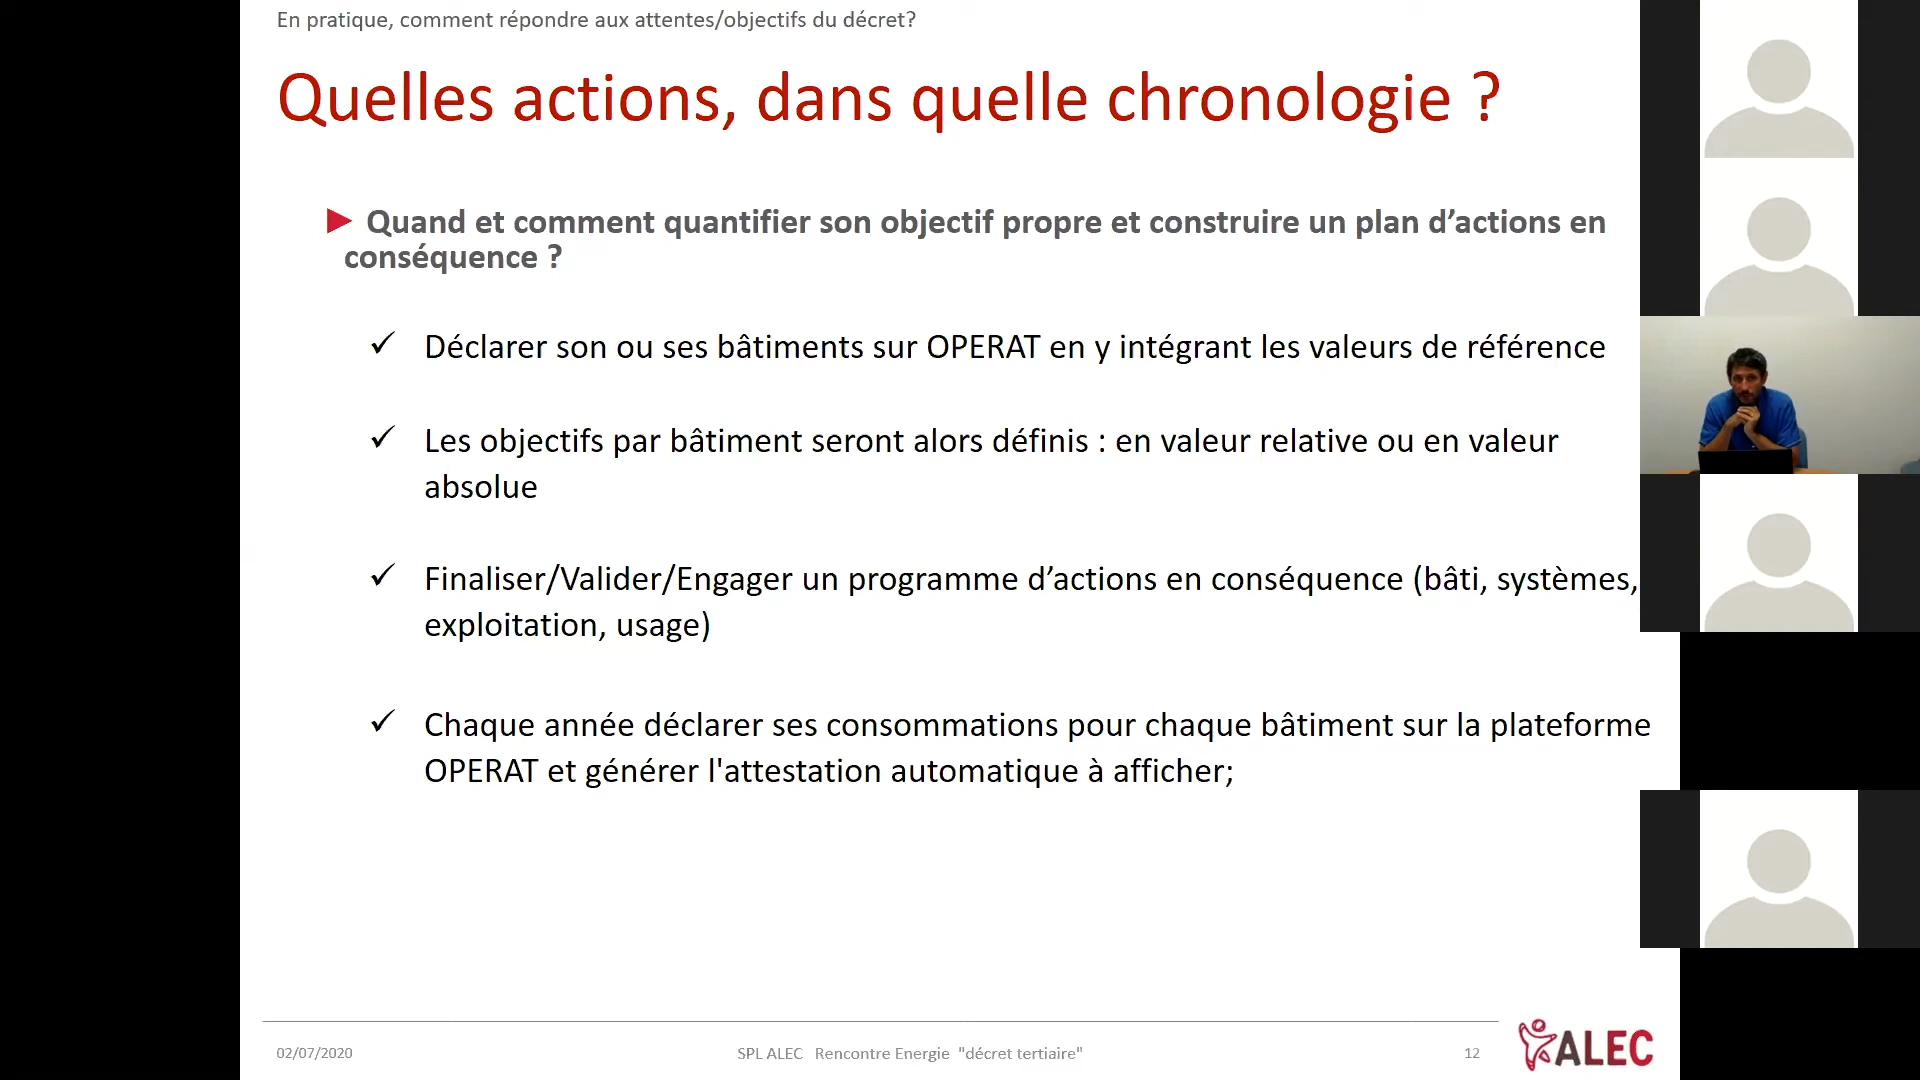 En pratique, comment répondre aux attentes/objectifs du décret?
Quelles actions, dans quelle chronologie ?
Quand et comment quantifier son objectif propre et construire un plan d’actions en
conséquence ?
✓ Déclarer son ou ses bâtiments sur OPERAT en y intégrant les valeurs de référence
✓ Les objectifs par bâtiment seront alors définis : en valeur relative ou en valeur
absolue
✓ Finaliser/Valider/Engager un programme d’actions en conséquence (bâti, systèmes,
exploitation, usage)
✓ Chaque année déclarer ses consommations pour chaque bâtiment sur la plateforme
OPERAT et générer l'attestation automatique à afficher;
02/07/2020
SPL ALEC Rencontre Energie "décret tertiaire"
12
ALEC